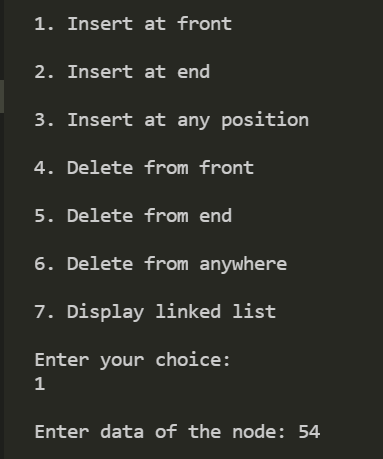 1. Insert at front
2. Insert at end
3. Insert at any position
4. Delete from front
5. Delete from end
6. Delete from anywhere
7. Display linked list
Enter your choice:
1
Enter data of the node: 54